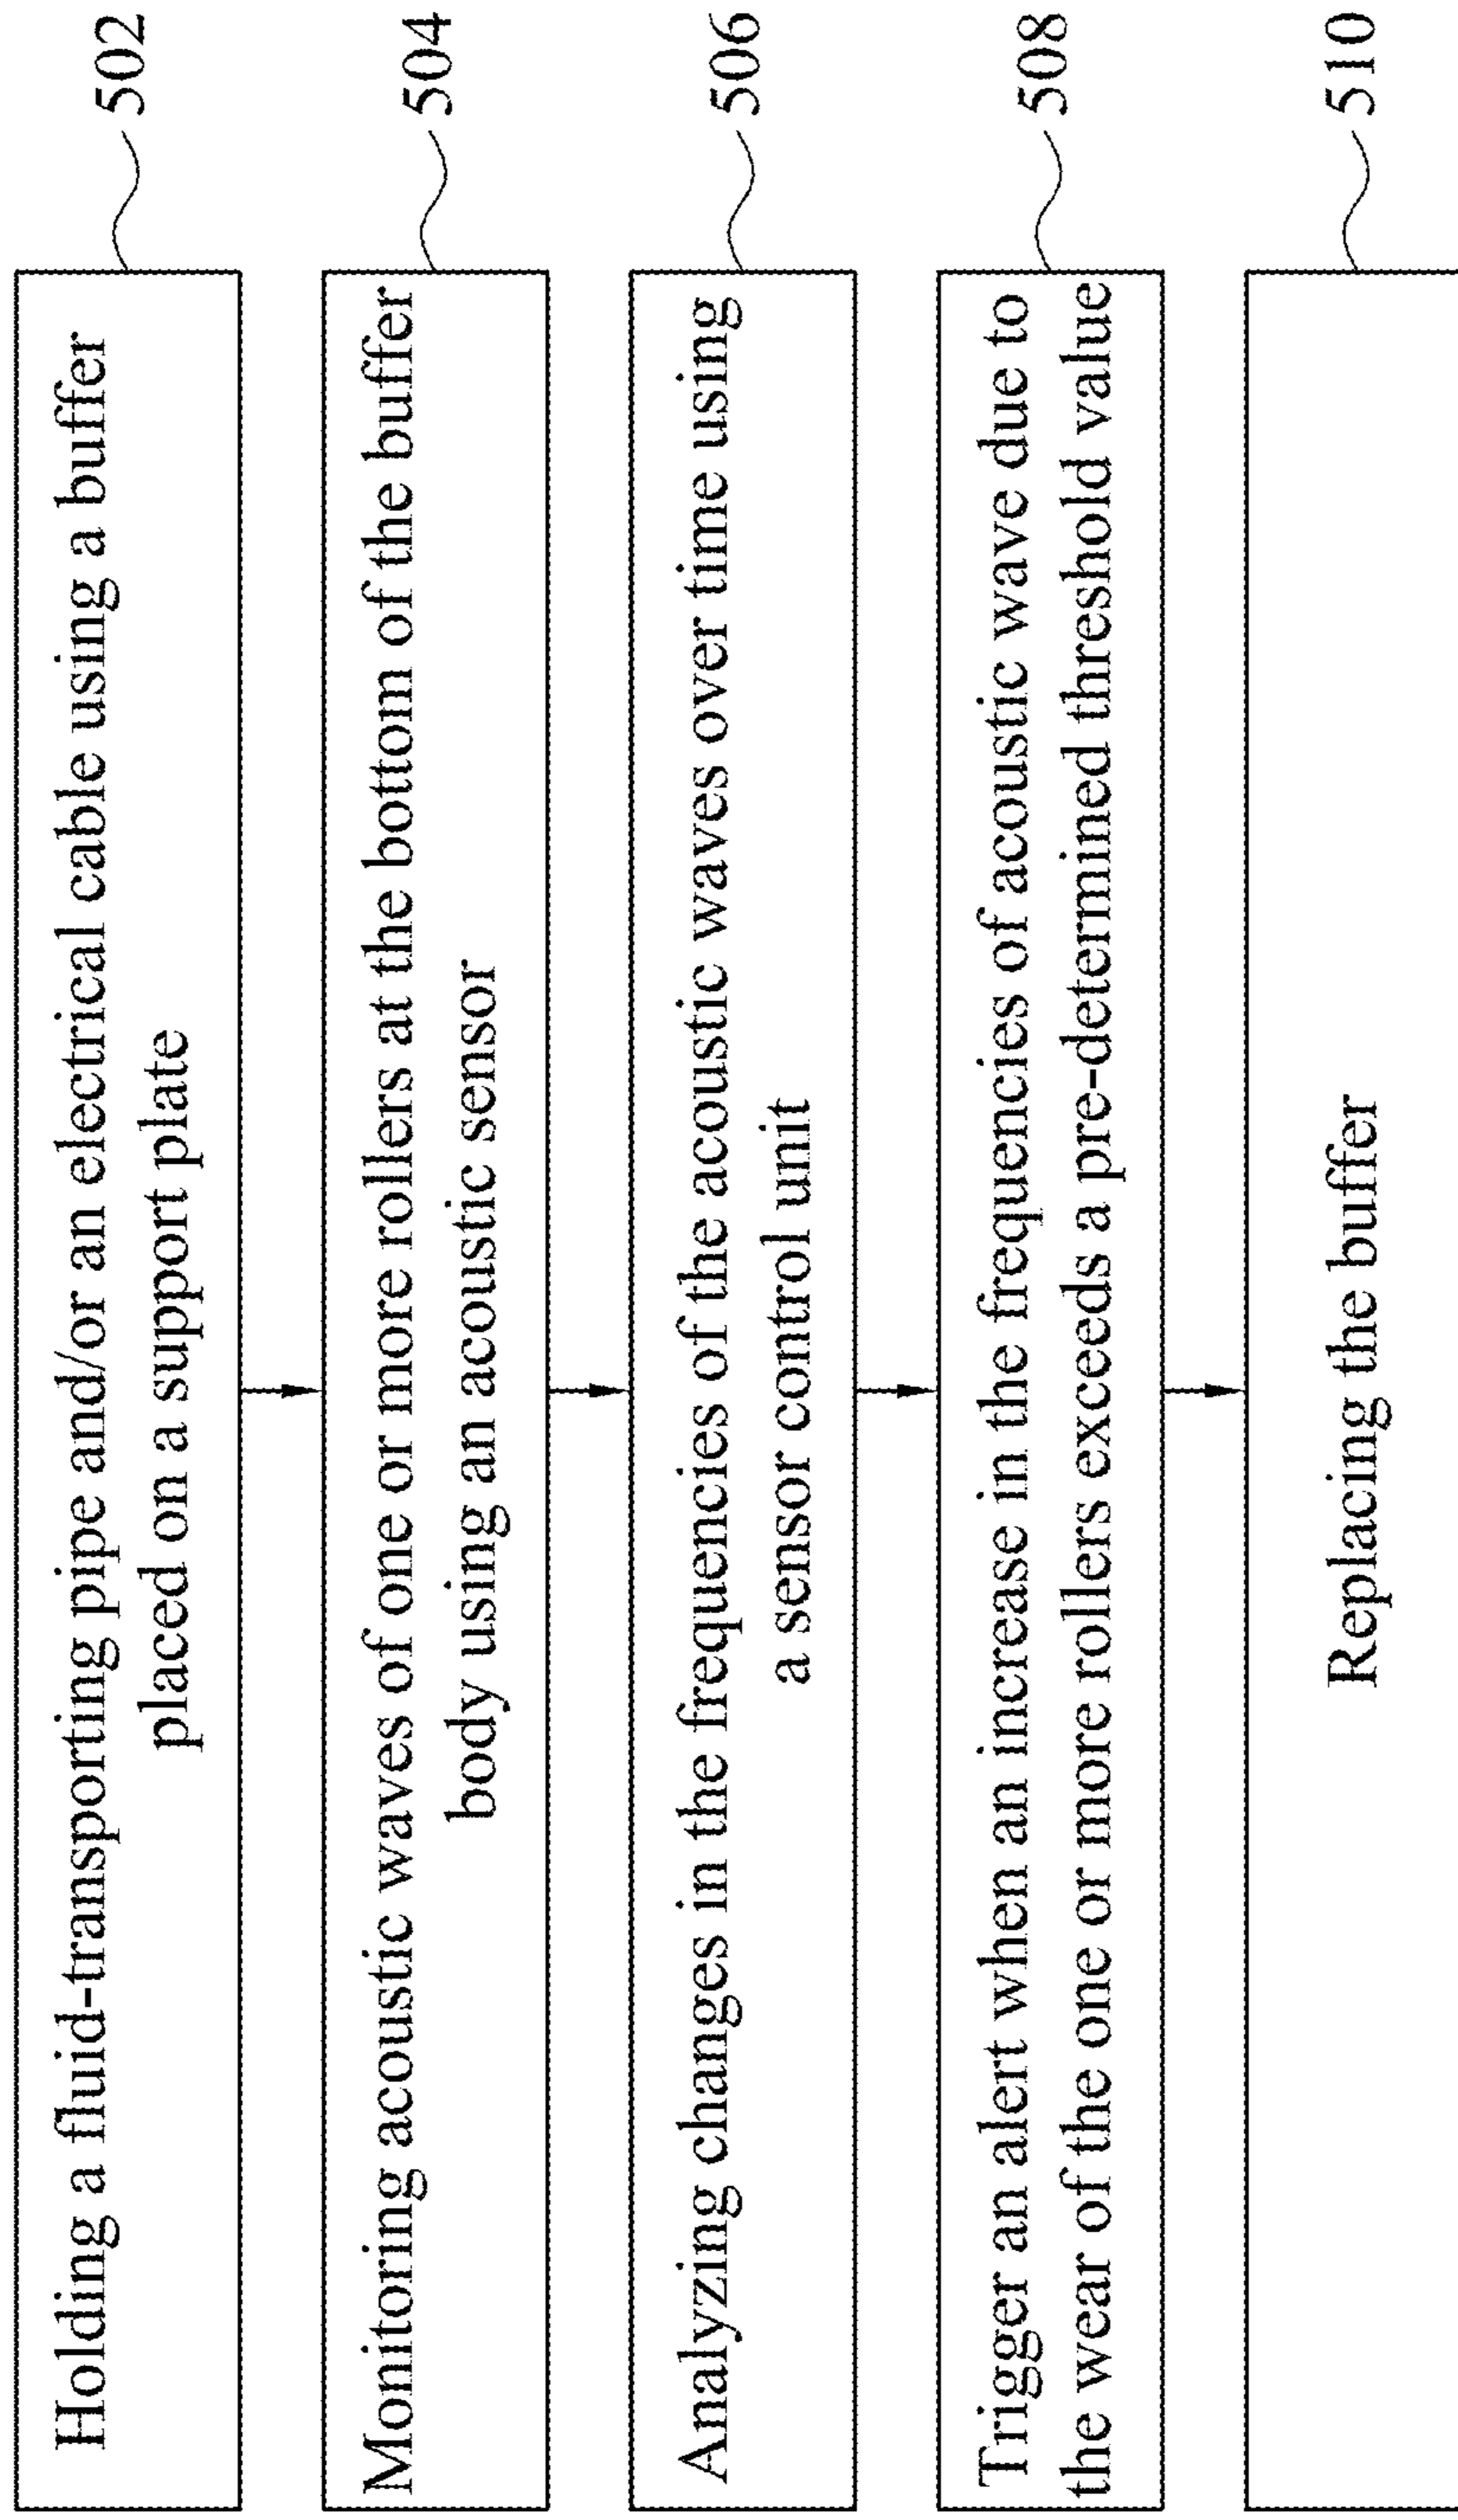 Holding a fluid-transporting pipe and/or an electrical cable using a buffer
placed on a support plate
502
Monitoring acoustic waves of one or more rollers at the bottom of the buffer
body using an acoustic sensor
504
Analyzing changes in the frequencies of the acoustic waves over time using
a sensor control unit
506
Trigger an alert when an increase in the frequencies of acoustic wave due to
the wear of the one or more rollers exceeds a pre-determined threshold value
508
Replacing the buffer
510